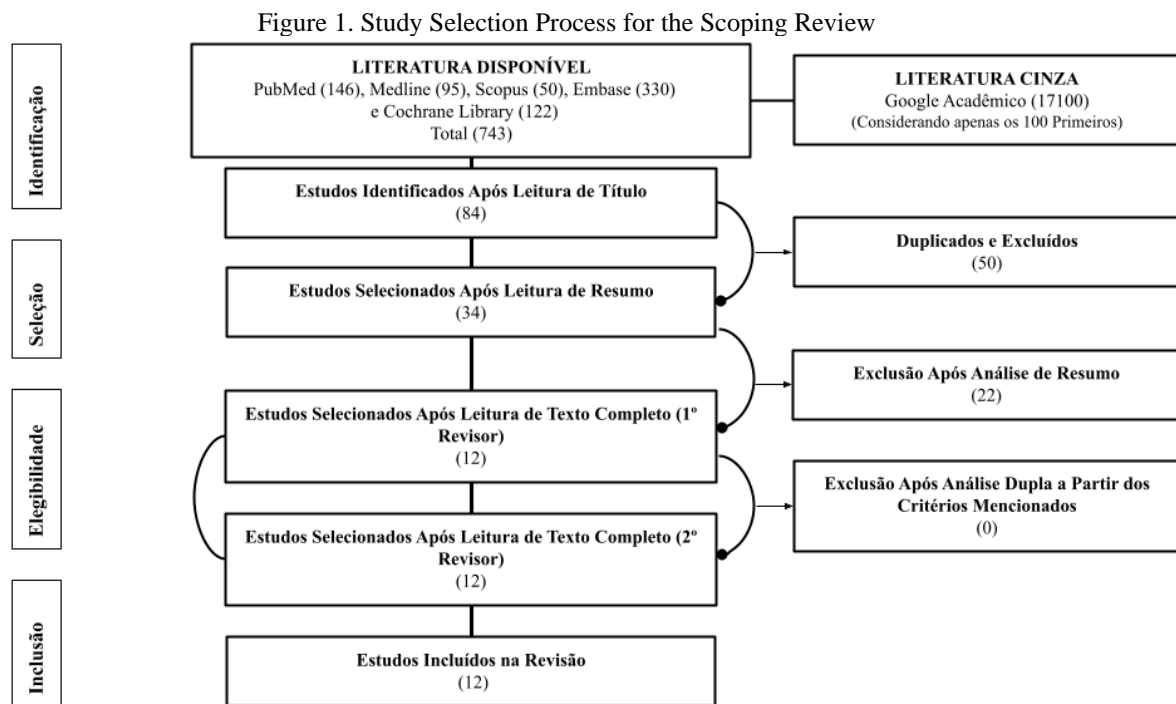 Figure 1. Study Selection Process for the Scoping Review
Identificação
LITERATURA DISPONÍVEL
PubMed (146), Medline (95), Scopus (50), Embase (330)
e Cochrane Library (122)
Total (743)
LITERATURA CINZA
Google Acadêmico (17100)
(Considerando apenas os 100 Primeiros)
Estudos Identificados Após Leitura de Título
(84)
Duplicados e Excluídos
(50)
Seleção
Estudos Selecionados Após Leitura de Resumo
(34)
Exclusão Após Análise de Resumo
(22)
Elegibilidade
Estudos Selecionados Após Leitura de Texto Completo (1º
Revisor)
(12)
Exclusão Após Análise Dupla a Partir dos
Critérios Mencionados
(0)
Estudos Selecionados Após Leitura de Texto Completo (2º
Revisor)
(12)
Inclusão
Estudos Incluídos na Revisão
(12)